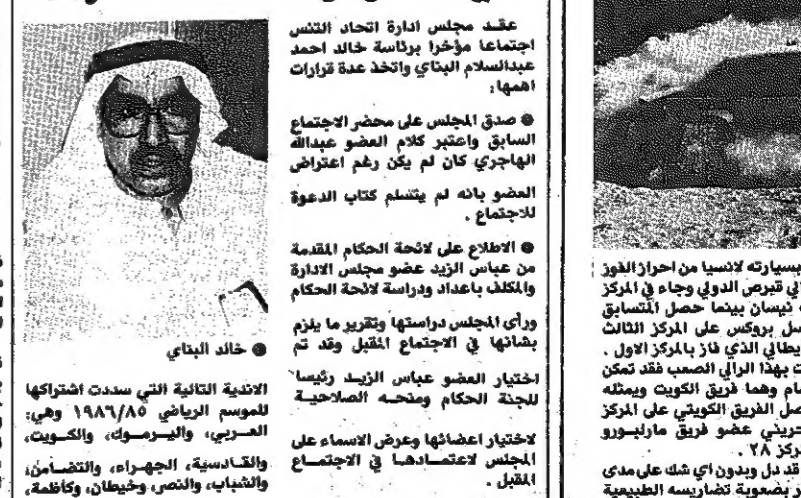 عقد مجلس ادارة اتحاد التنس
اجتماعا مؤخرا برئاسة خالد احمد
عبدالسلام البناي واتخذ عدة قرارات
اهمها :
● صدق المجلس على محضر الاجتماع
السابق واعتبر كلام العضو عبدالله
الهاجري كان لم يكن رغم اعتراض
العضو بانه لم يتسلم كتاب الدعوة
للاجتماع .
● الاطلاع على لائحة الحكام المقدمة
من عباس الزيد عضو مجلس الادارة
والمكلف باعداد ودراسة لائحة الحكام
ورأى المجلس دراستها وتقرير ما يلزم
بشانها في الاجتماع المقبل وقد تم
اختيار العضو عباس الزيد رئيسا
للجنة الحكام ومنحه الصلاحية
لاختيار اعضائها وعرض الاسماء على
المجلس لاعتمادها في الاجتماع
المقبل .
● خالد البناي
الاندية التالية التي سددت اشتراكها
للموسم الرياضي ١٩٨٦/٨٥ وهي:
العربي، واليرموك، والكويت،
والقادسية، الجهراء، والتضامن،
والشباب، والنصر، وخيطان، وكاظمة،
بسيارته لانسيا من احراز الفوز
الي قبرص الدولي وجاء في المركز
نيسان بينما حصل المتسابق
بروكس على المركز الثالث
يطالي الذي فاز بالمركز الاول .
بهذا الرالي الصعب فقد تمكن
وهما فريق الكويت ويمثله
صل الفريق الكويتي على المركز
حريني عضو فريق مارلبورو
ركز ٢٨ .
قد دل وبدون اي شك على مدى
بصعوبة تضاريسه الطبيعية